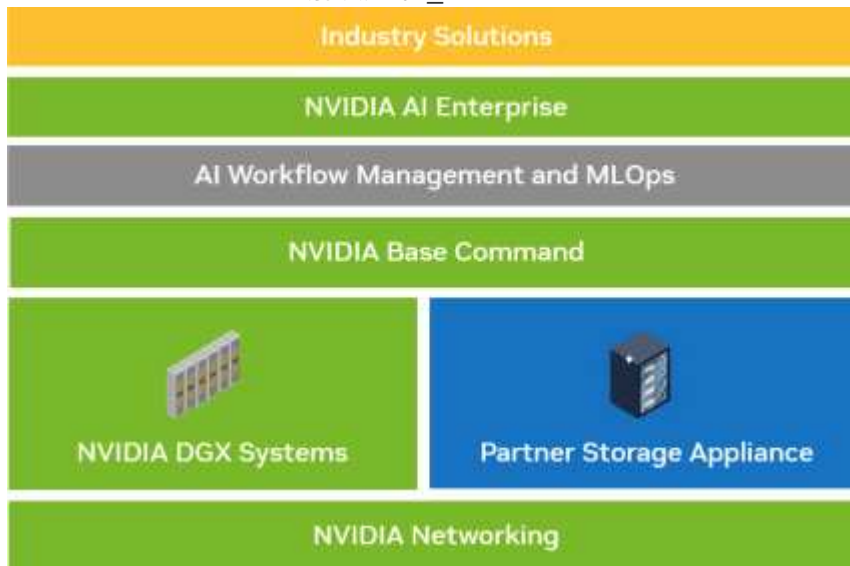 Industry Solutions
NVIDIA AI Enterprise
AI Workflow Management and MLOps
NVIDIA Base Command
NVIDIA DGX Systems
Partner Storage Appliance
NVIDIA Networking